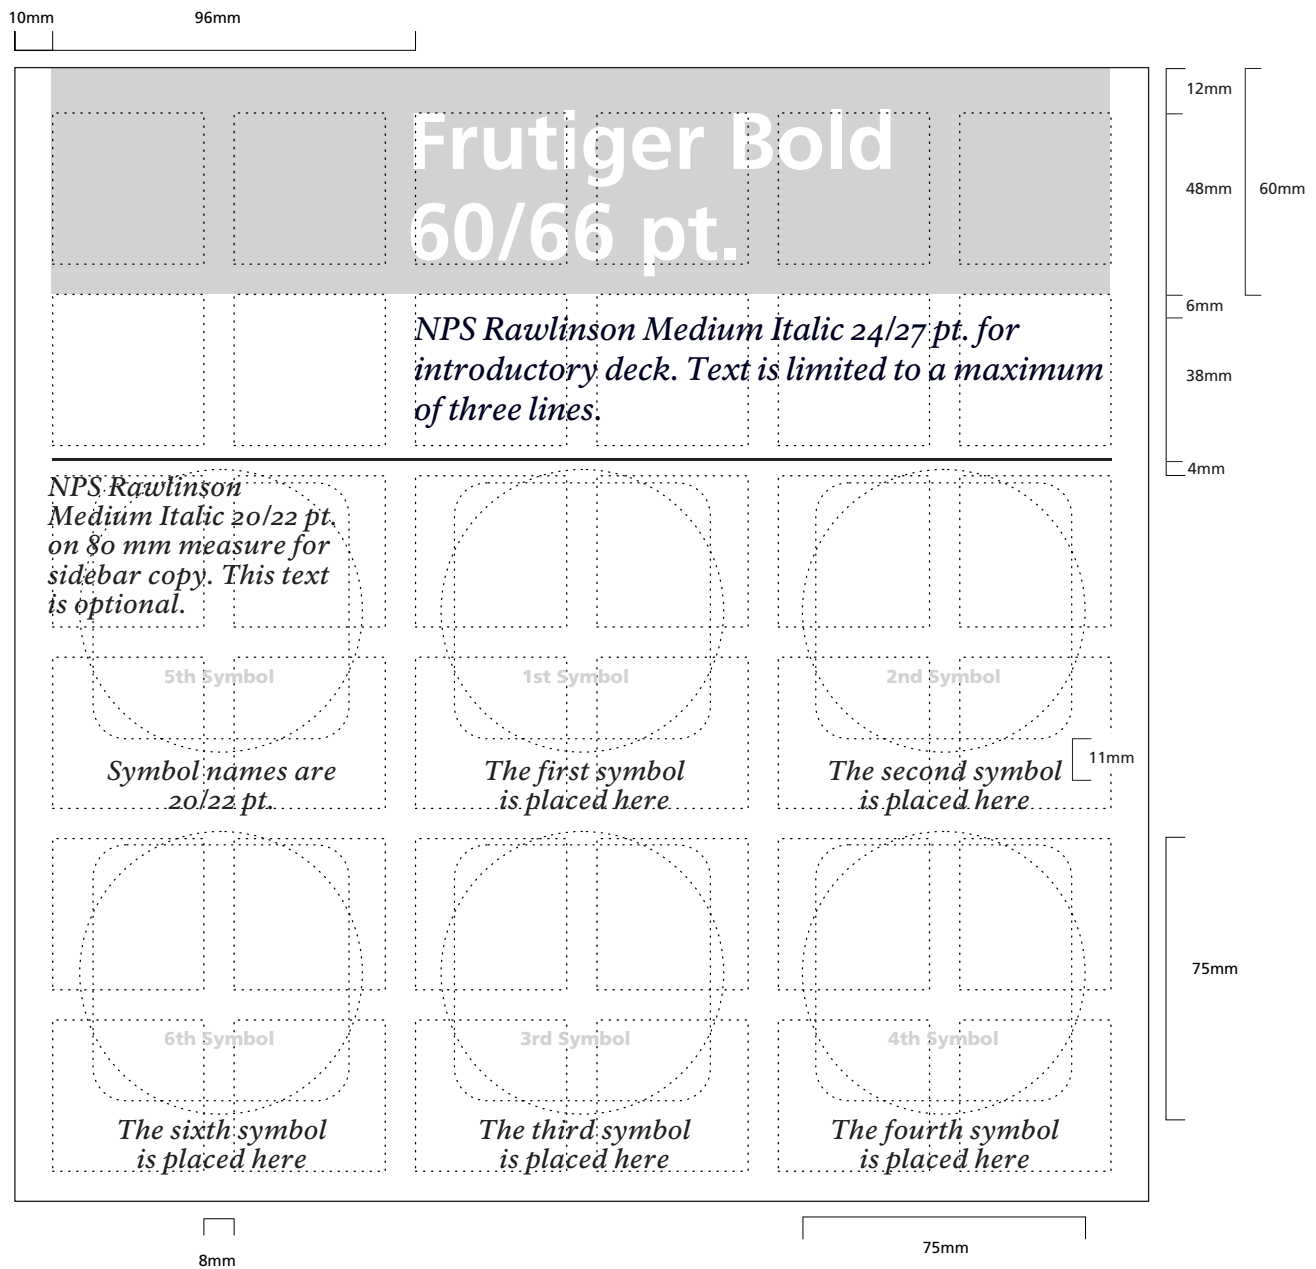 10mm
96mm
12mm
Frutiger Bold
60/66 pt.
48mm
60mm
6mm
NPS Rawlinson Medium Italic 24/27 pt. for
introductory deck. Text is limited to a maximum
of three lines.
38mm
4mm
NPS Rawlinson
Medium Italic 20/22 pt.
on 80 mm measure for
sidebar copy. This text
is optional.
5th Symbol
1st Symbol
2nd Symbol
11mm
Symbol names are
20/22 pt.
The first symbol
is placed here
The second symbol
is placed here
75mm
6th Symbol
3rd Symbol
4th Symbol
The sixth symbol
is placed here
The third symbol
is placed here
The fourth symbol
is placed here
8mm
75mm